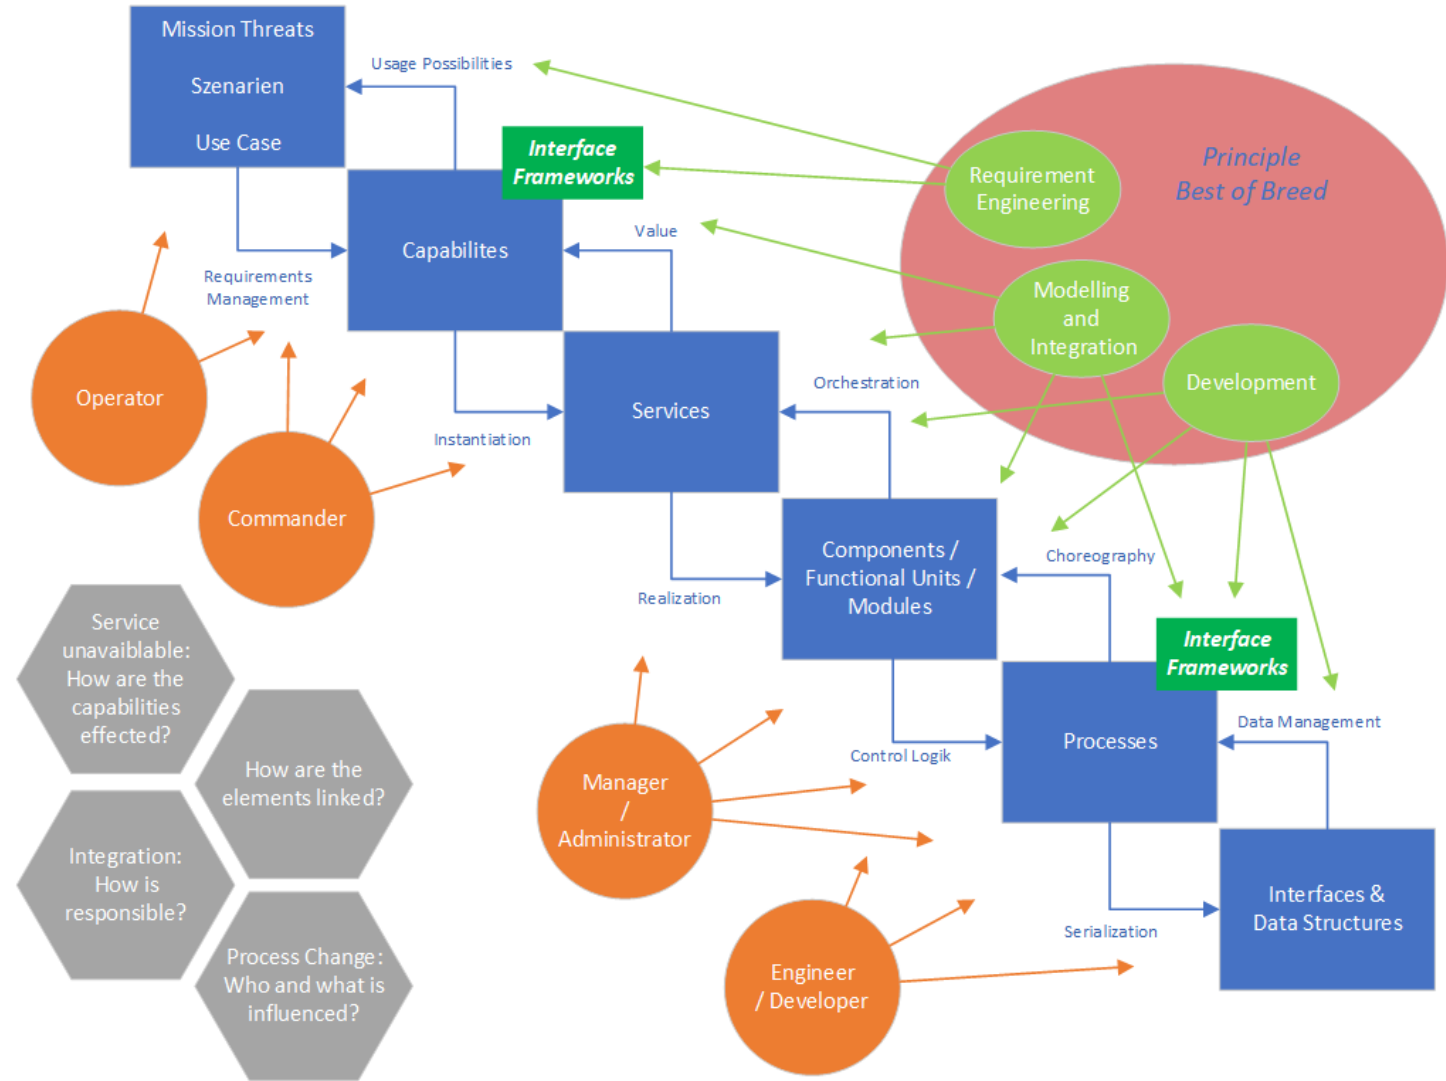 Mission Threats
Szenarien
Use Case
Usage Possibilities
Interface
Frameworks
Capabilites
Requirements
Management
Value
Requirement
Engineering
Principle
Best of Breed
Modelling
and
Integration
Development
Operator
Commander
Services
Instantiation
Orchestration
Components /
Functional Units /
Modules
Realization
Choreography
Interface
Frameworks
Processes
Control Logik
Data Management
Manager
/
Administrator
Interfaces &
Data Structures
Serialization
Engineer
/ Developer
Service
unavaiblable:
How are the
capabilities
effected?
How are the
elements linked?
Integration:
How is
responsible?
Process Change:
Who and what is
influenced?